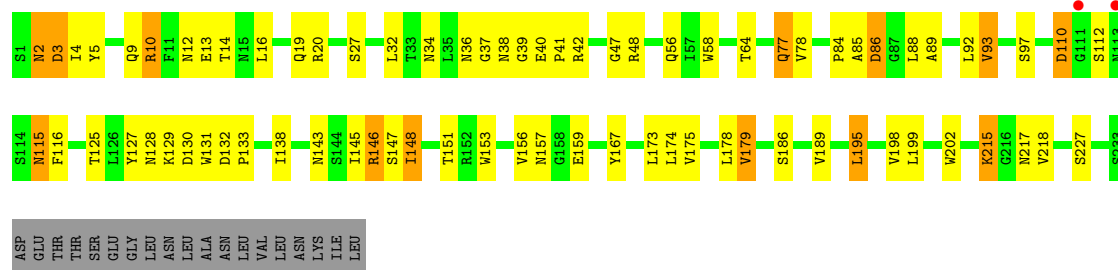 S1 N2 D3 I4 Y5 Q9 R10 F11 N12 E13 T14 N15 L16 Q19 R20 S27 L32 T33 N34 L35 N36 G37 N38 G39 E40 P41 R42 G47 R48 Q56 I57 W58 T64 Q77 V78 P84 A85 D86 G87 L88 A89 L92 V93 S97 D110 G111 S112 N113
S114 N115 F116 T125 L126 Y127 N128 K129 D130 W131 D132 P133 I138 N143 S144 I145 R146 S147 I148 T151 R152 W153 V156 N157 G158 E159 Y167 L173 L174 V175 L178 V179 S186 V189 L195 V198 L199 W202 K215 G216 N217 V218 S227 S233
ASP GLU THR THR SER GLU GLY LEU ASN LEU ALA ASN LEU VAL LEU ASN LYS ILE LEU